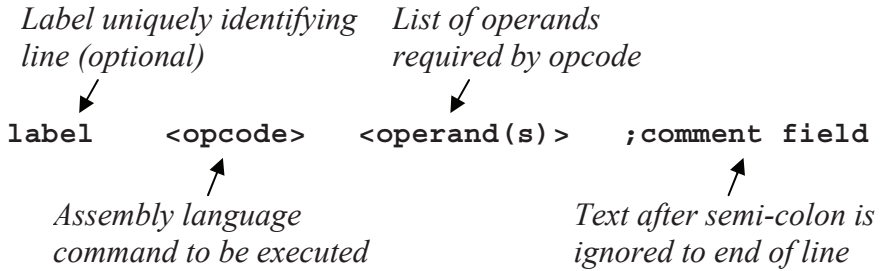 Label uniquely identifying
line (optional)
List of operands
required by opcode
label <opcode> <operand(s)> ;comment field
Assembly language
command to be executed
Text after semi-colon is
ignored to end of line